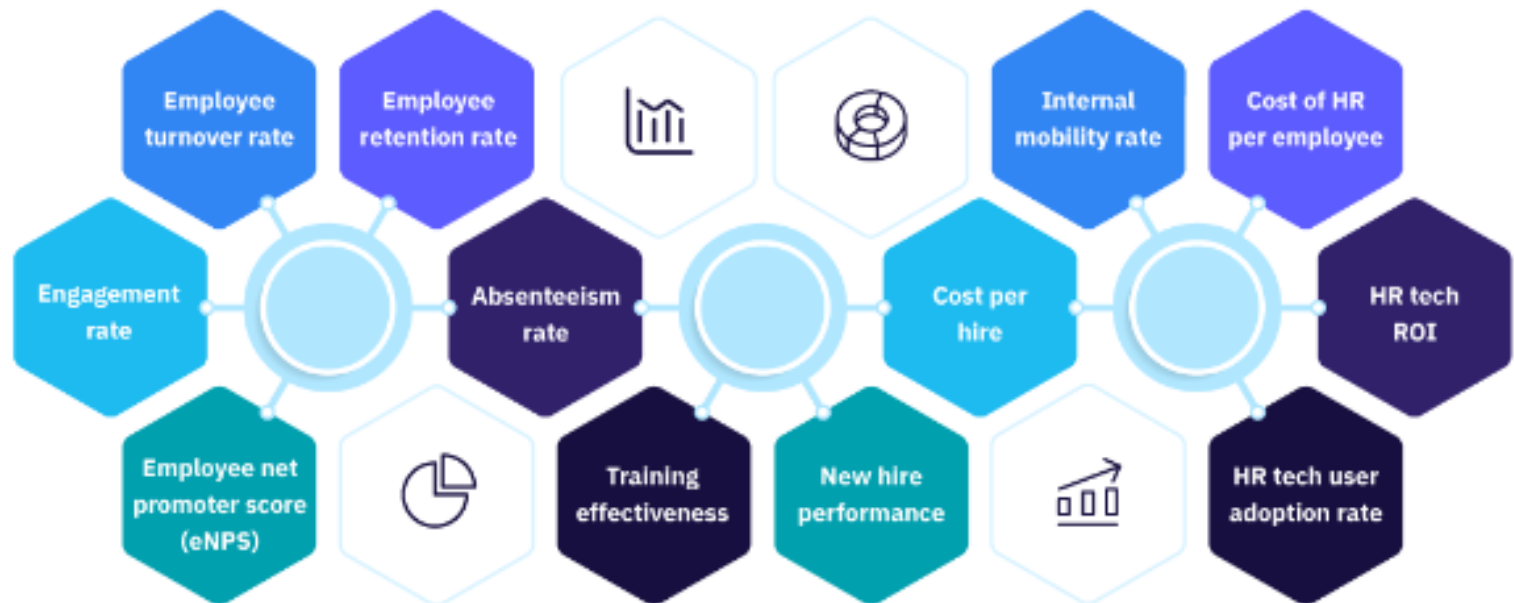 Employee
turnover rate
Employee
retention rate
Internal
mobility rate
Cost of HR
per employee
Engagement
rate
Absenteeism
rate
Cost per
hire
HR tech
ROI
Employee net
promoter score
(eNPS)
Training
effectiveness
New hire
performance
HR tech user
adoption rate